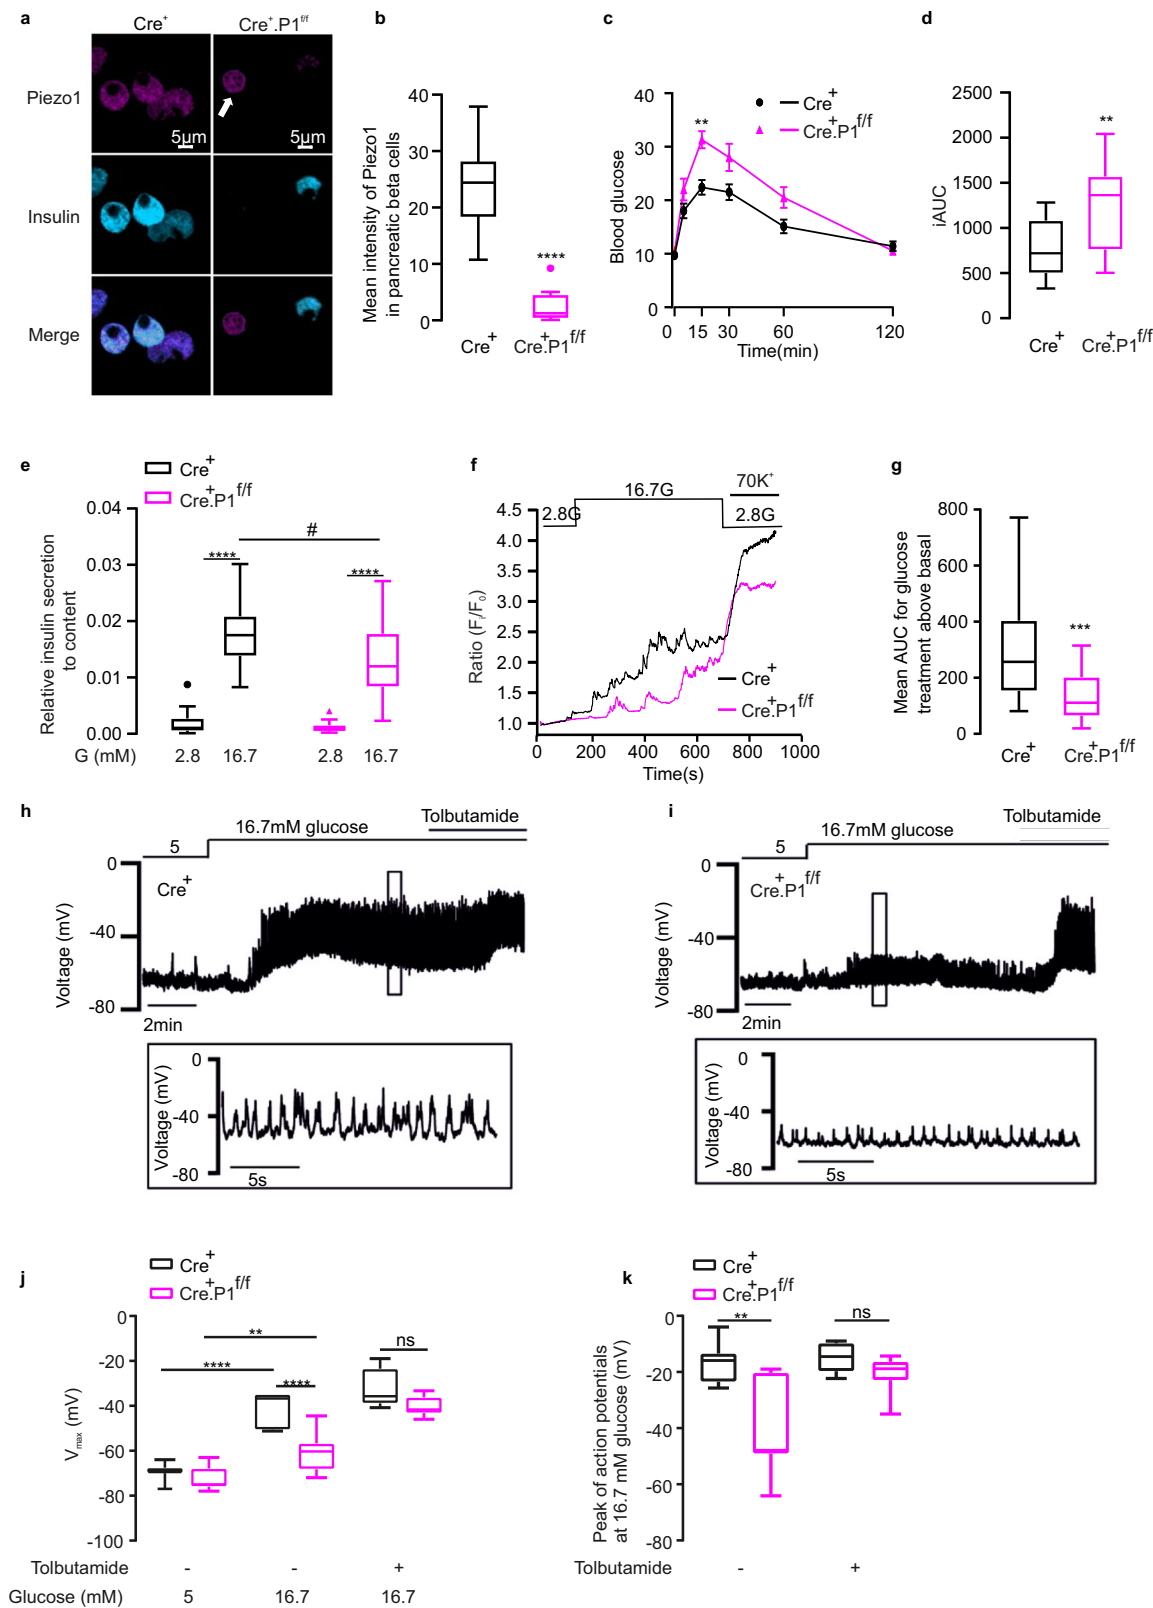 a
Cre⁺
Cre⁺.P1f/f
Piezo1
5µm
5µm
Insulin
Merge
b
Mean intensity of Piezo1
in pancreatic beta cells
40
30
20
10
0
****
Cre⁺
Cre⁺.P1f/f
c
Blood glucose
40
30
20
10
0
**
Cre⁺
Cre⁺.P1f/f
0 15 30 60 120
Time(min)
d
iAUC
2500
2000
1500
1000
500
0
**
Cre⁺
Cre⁺.P1f/f
e
Cre⁺
Cre⁺.P1f/f
Relative insulin secretion
to content
0.04
0.03
0.02
0.01
0.00
****
#
****
G (mM) 2.8 16.7 2.8 16.7
f
70K⁺
16.7G
2.8G
2.8G
Ratio (Fᵢ/F₀)
4.5
4.0
3.5
3.0
2.5
2.0
1.5
1.0
Cre⁺
Cre⁺.P1f/f
0 200 400 600 800 1000
Time(s)
g
Mean AUC for glucose
treatment above basal
800
600
400
200
0
***
Cre⁺
Cre⁺.P1f/f
h
Tolbutamide
16.7mM glucose
5
Cre⁺
Voltage (mV)
0
-40
-80
2min
Voltage (mV)
0
-40
-80
5s
i
Tolbutamide
16.7mM glucose
5
Cre⁺.P1f/f
Voltage (mV)
0
-40
-80
2min
Voltage (mV)
0
-40
-80
5s
j
Cre⁺
Cre⁺.P1f/f
Vmax (mV)
0
-20
-40
-60
-80
-100
**
****
****
ns
Tolbutamide - - +
Glucose (mM) 5 16.7 16.7
k
Cre⁺
Cre⁺.P1f/f
Peak of action potentials
at 16.7 mM glucose (mV)
0
-20
-40
-60
-80
**
ns
Tolbutamide - +